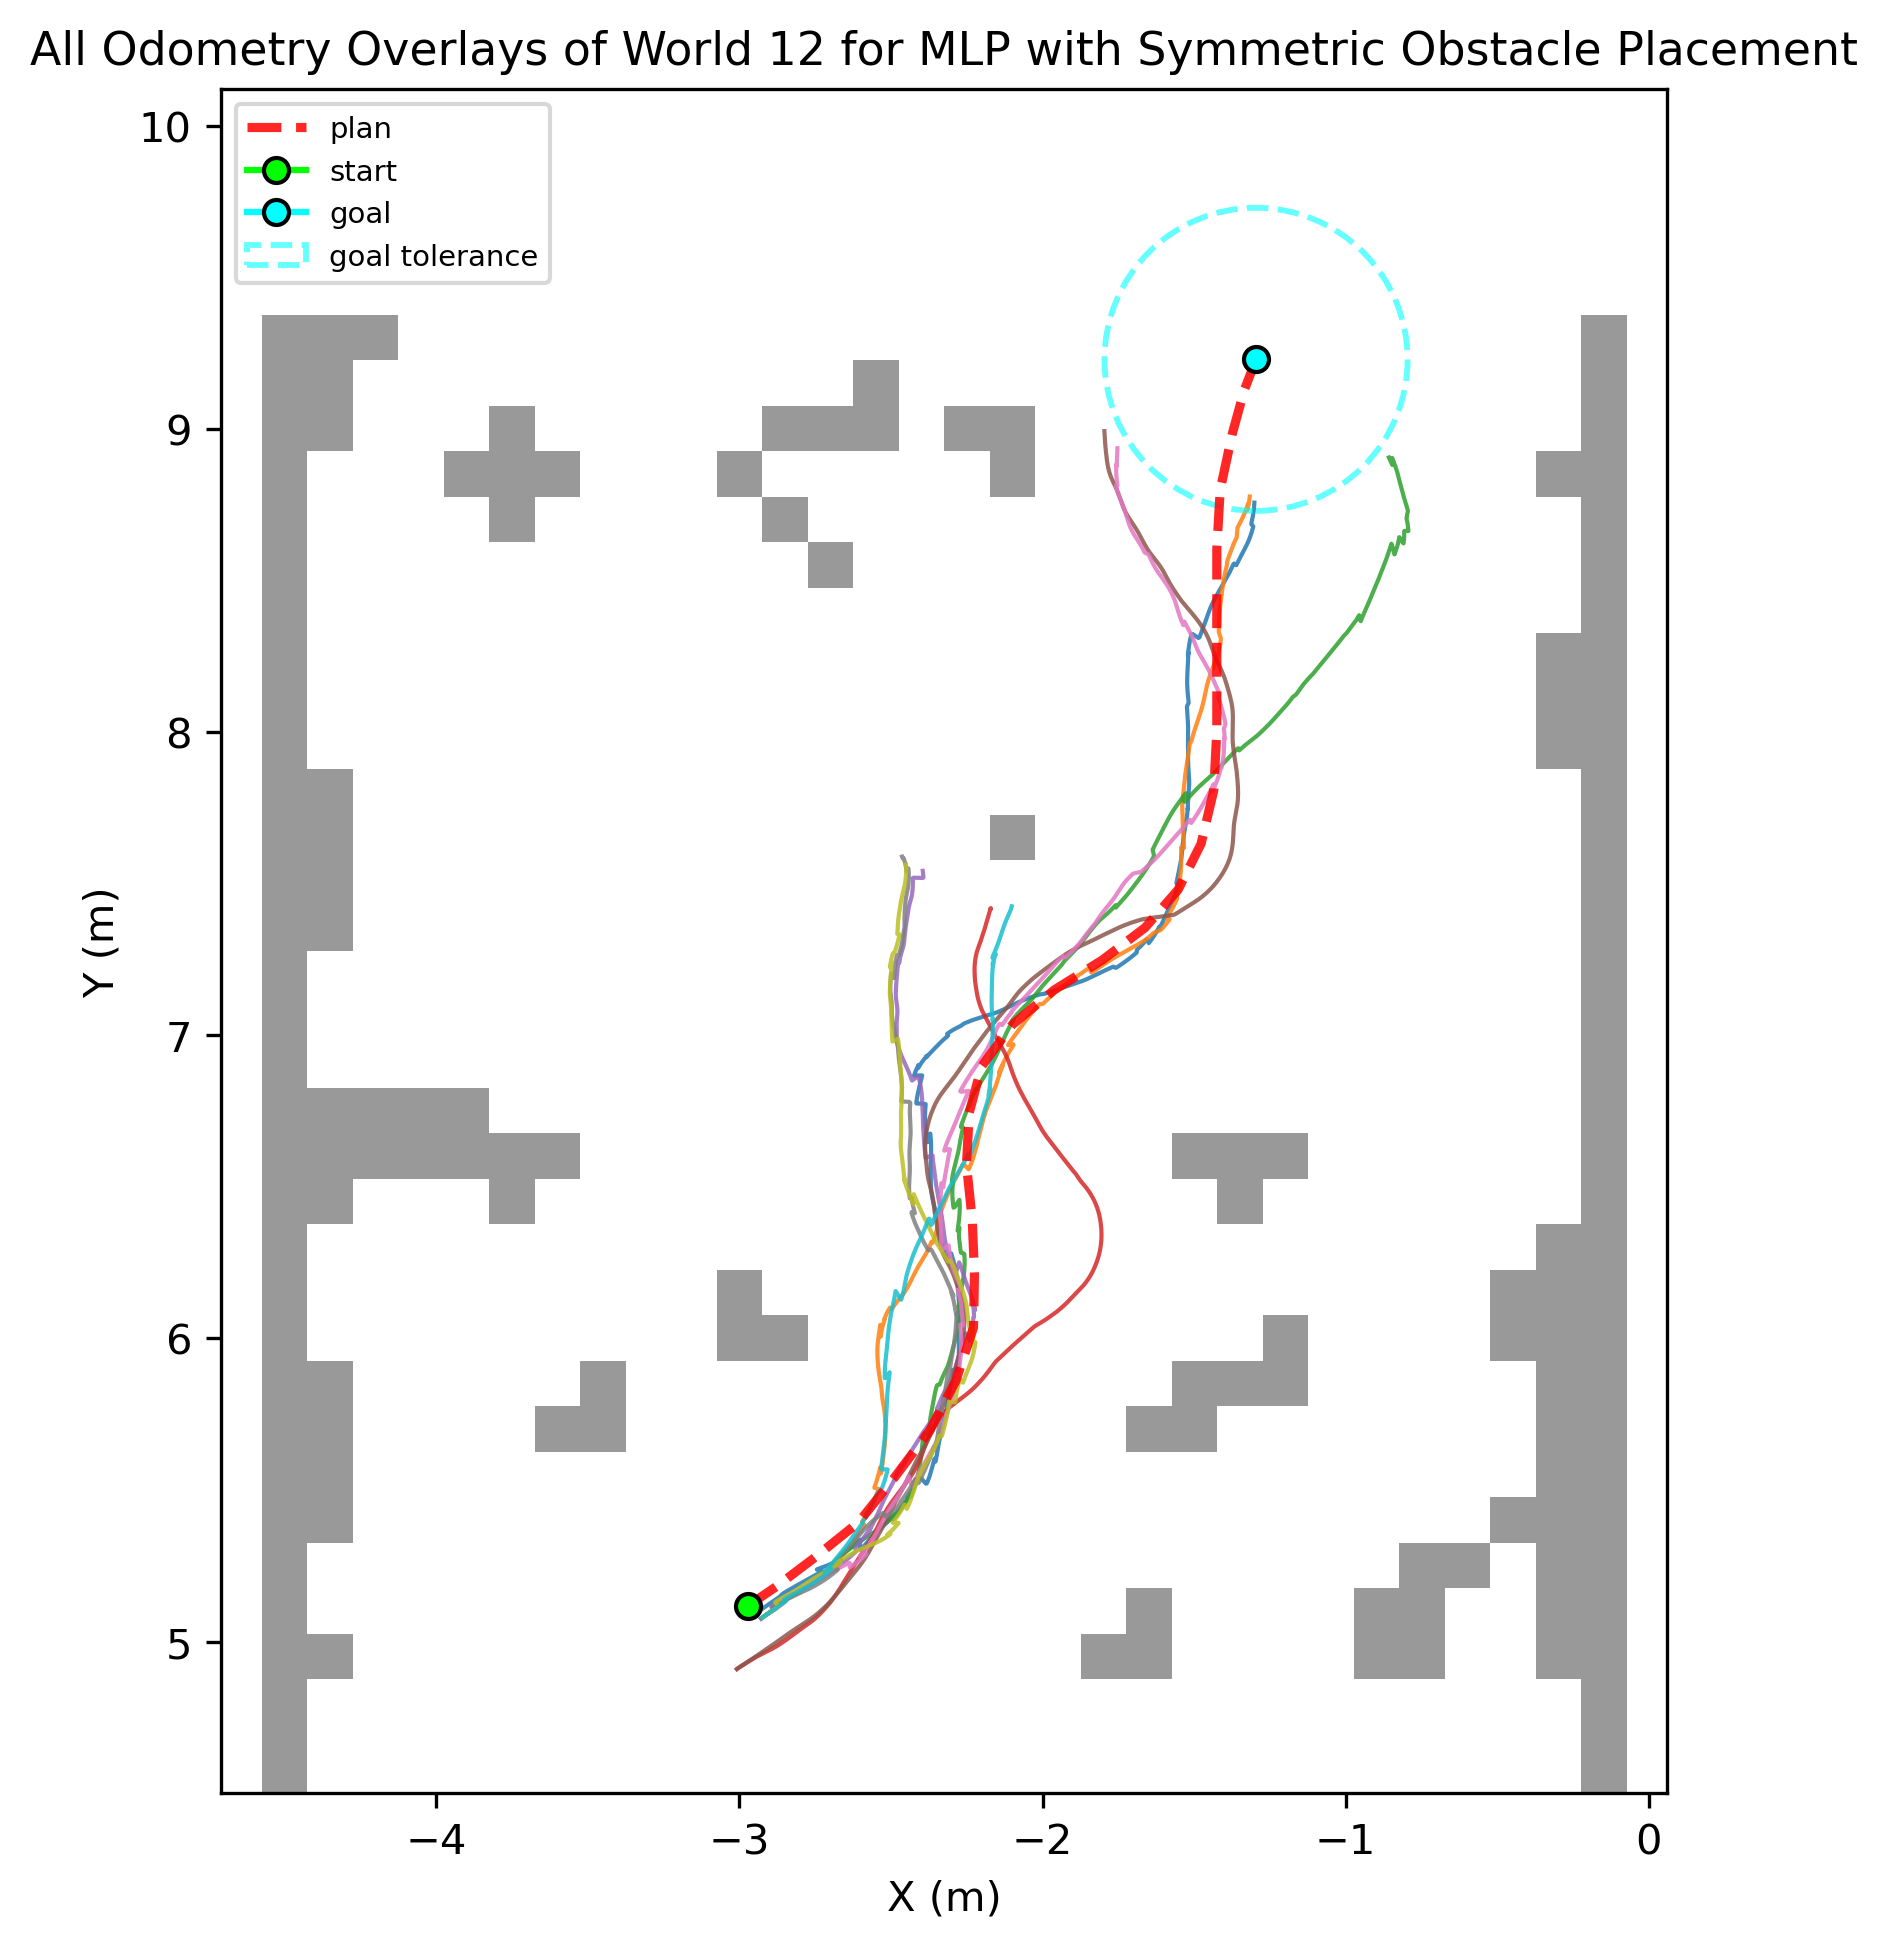 All Odometry Overlays of World 12 for MLP with Symmetric Obstacle Placement
plan
start
goal
goal tolerance
10
9
8
7
6
5
Y (m)
−4
−3
−2
−1
0
X (m)